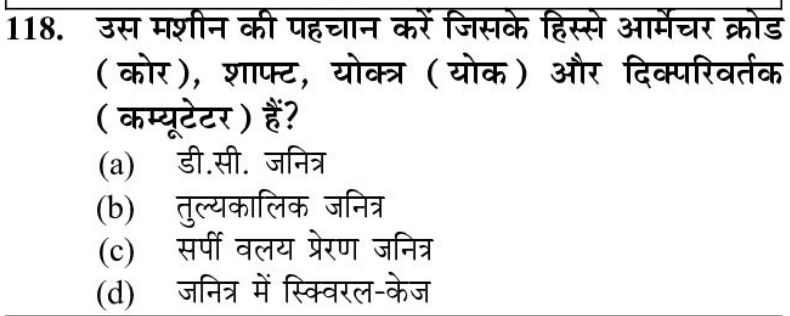 118. उस मशीन की पहचान करें जिसके हिस्से आर्मेचर क्रोड
(कोर), शाफ्ट, योक्त्र (योक) और दिक्परिवर्तक
(कम्यूटेटर) हैं?
(a) डी.सी. जनित्र
(b) तुल्यकालिक जनित्र
(c) सर्पी वलय प्रेरण जनित्र
(d) जनित्र में स्क्विरल-केज